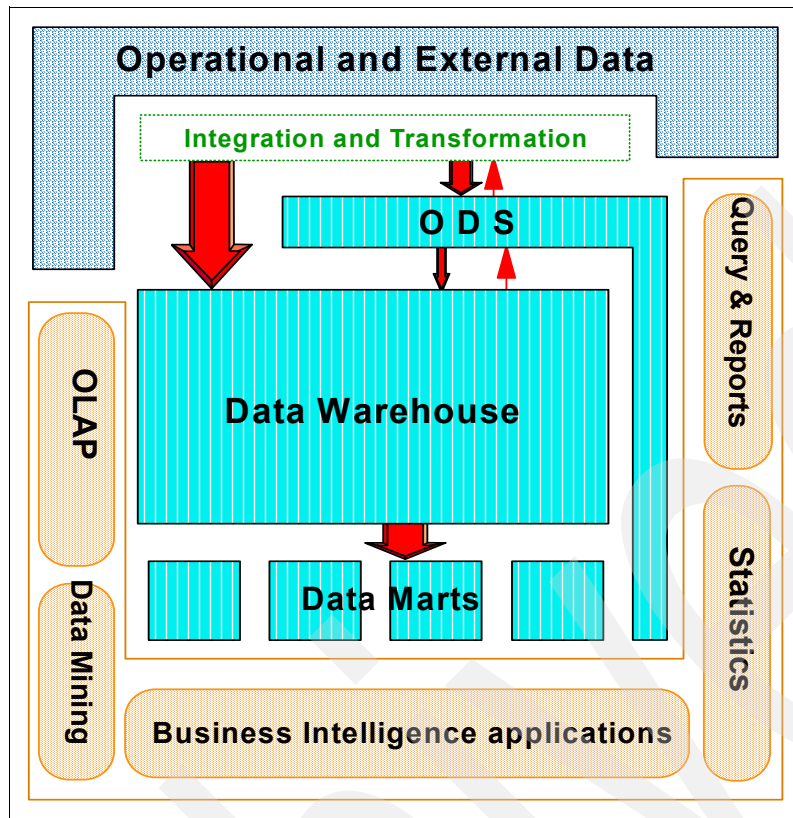 Operational and External Data
Integration and Transformation
O D S
Query & Reports
OLAP
Data Warehouse
Statistics
Data Marts
Data Mining
Business Intelligence applications